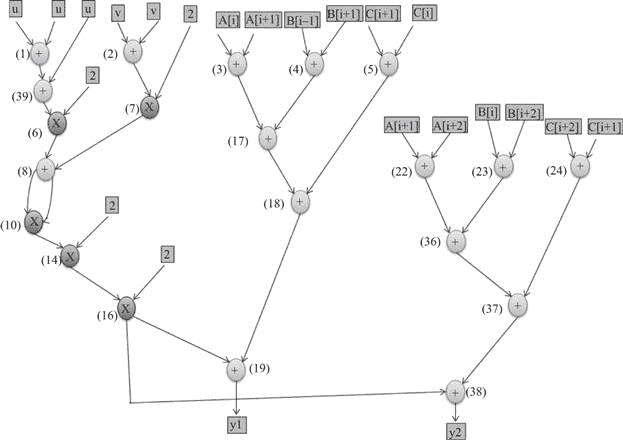 u u u v v 2 A[i] A[i+1] B[i–1] B[i+1] C[i+1] C[i]
(1) + (2) +
(3) + (4) + (5) +
2
(39) +
(7) X
(6) X
A[i+1] A[i+2] B[i] B[i+2] C[i+2] C[i+1]
(17) +
(8) + (22) + (23) + (24) +
(18) +
2
(10) X
(36) +
(14) X 2
(16) X (37) +
+ (19)
+ (38)
y1 y2